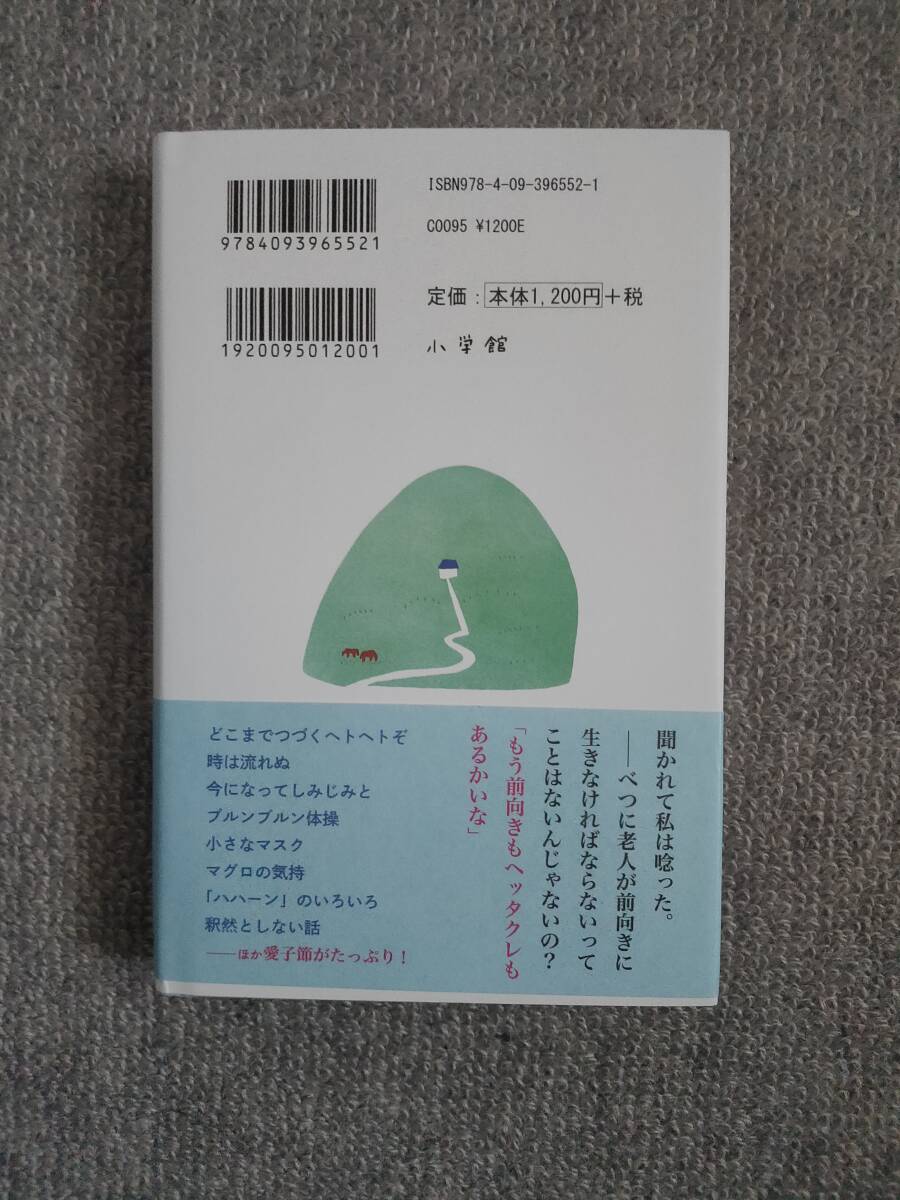 ISBN978-4-09-396552-1
C0095 ¥1200E
9784093965521
1920095012001
定価：本体1,200円＋税
小学館
聞かれて私は唸った。
――べつに老人が前向きに
生きなければならないって
ことはないんじゃないの？
「もう前向きもヘッタクレも
あるかいな」
どこまでつづくヘトヘトぞ
時は流れぬ
今になってしみじみと
ブルンブルン体操
小さなマスク
マグロの気持
「ハハーン」のいろいろ
釈然としない話
――ほか愛子節がたっぷり！